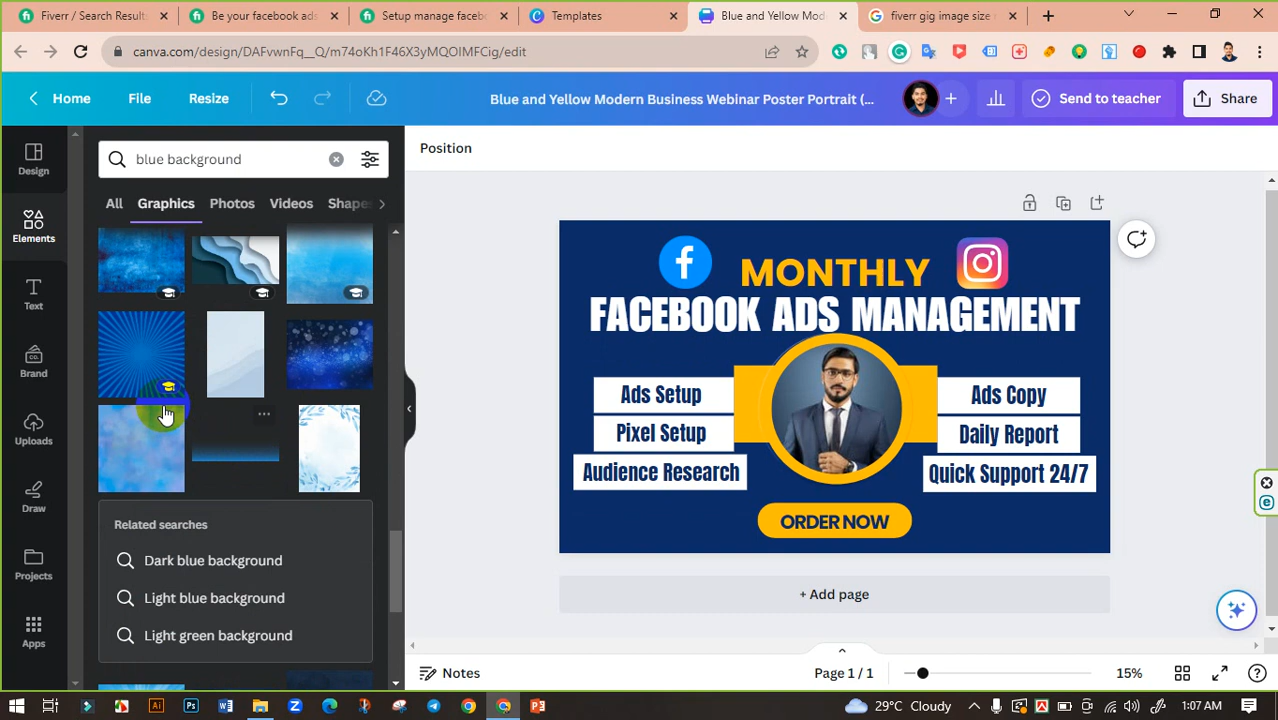 Fiverr / Search Results
Be your facebook ads
Setup manage faceb
Templates
Blue and Yellow Mod
fiverr gig image size
canva.com/design/DAFvwnFq__Q/m74oKh1F46X3yMQOIMFCig/edit
Home
File
Resize
Blue and Yellow Modern Business Webinar Poster Portrait (...
Send to teacher
Share
Design
Elements
Text
Brand
Uploads
Draw
Projects
Apps
blue background
All
Graphics
Photos
Videos
Shape
Related searches
Dark blue background
Light blue background
Light green background
Position
MONTHLY
FACEBOOK ADS MANAGEMENT
Ads Setup
Pixel Setup
Audience Research
Ads Copy
Daily Report
Quick Support 24/7
ORDER NOW
+ Add page
Notes
Page 1 / 1
15%
29°C Cloudy
1:07 AM